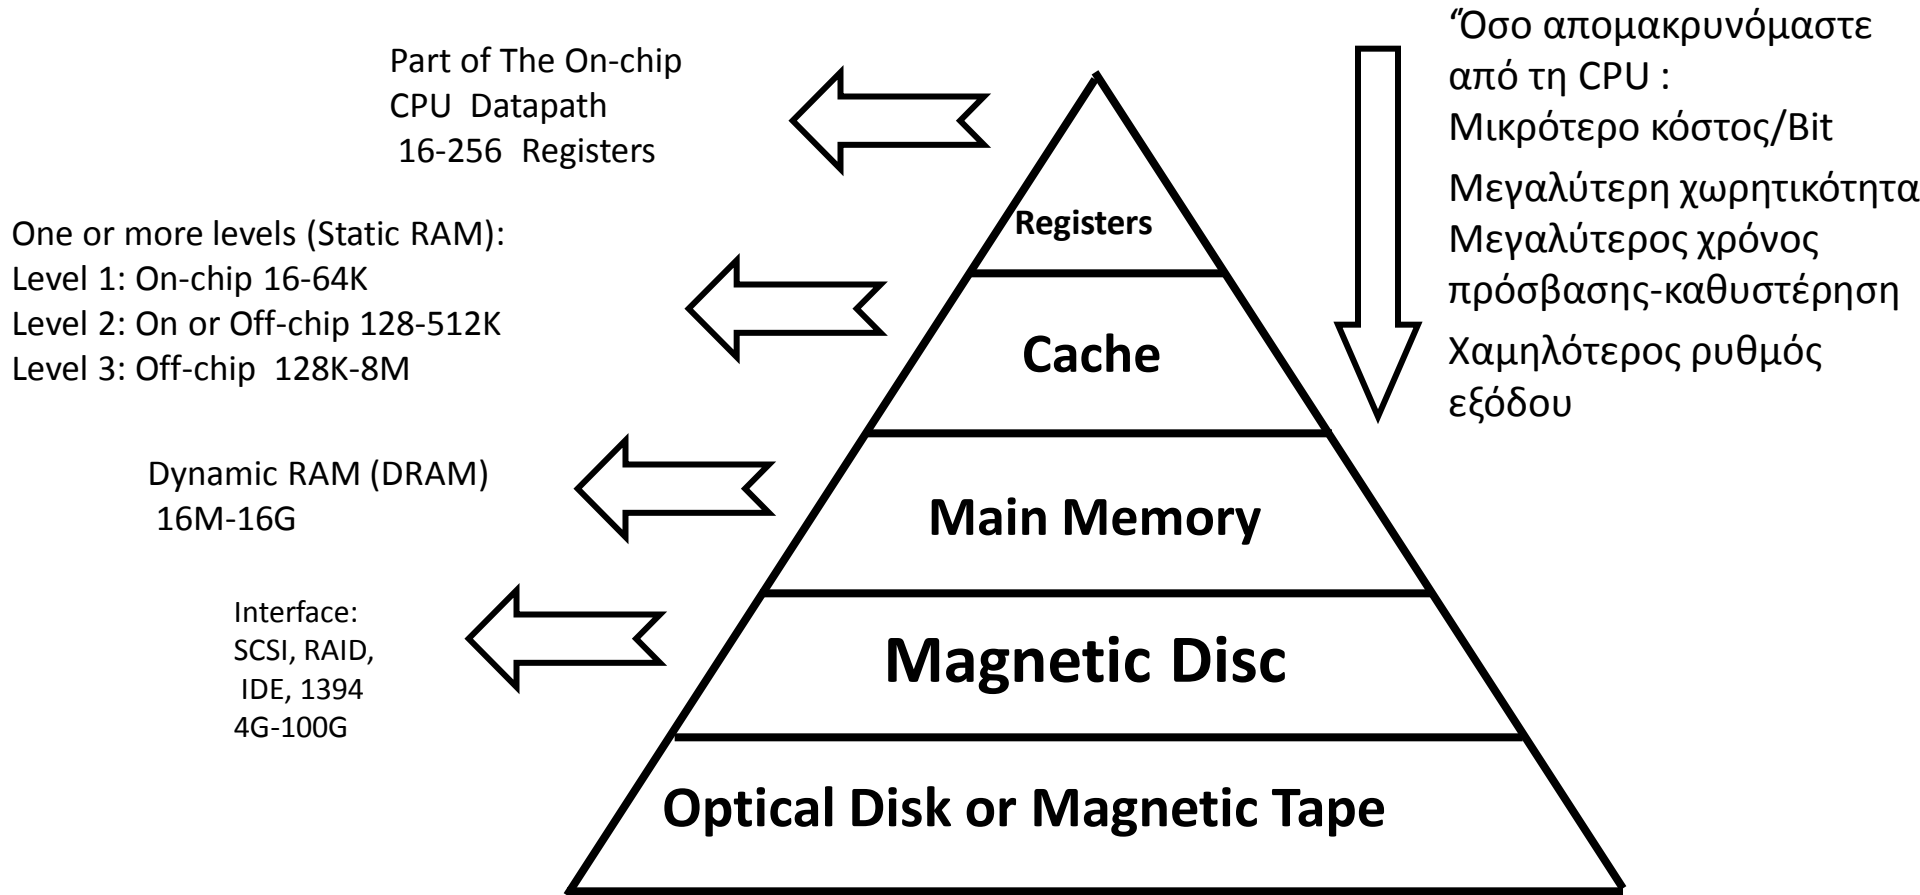 Part of The On-chip
CPU Datapath
16-256 Registers
One or more levels (Static RAM):
Level 1: On-chip 16-64K
Level 2: On or Off-chip 128-512K
Level 3: Off-chip 128K-8M
Dynamic RAM (DRAM)
16M-16G
Interface:
SCSI, RAID,
IDE, 1394
4G-100G
Registers
Cache
Main Memory
Magnetic Disc
Optical Disk or Magnetic Tape
‘Όσο απομακρυνόμαστε
από τη CPU :
Μικρότερο κόστος/Bit
Μεγαλύτερη χωρητικότητα
Μεγαλύτερος χρόνος
πρόσβασης-καθυστέρηση
Χαμηλότερος ρυθμός
εξόδου